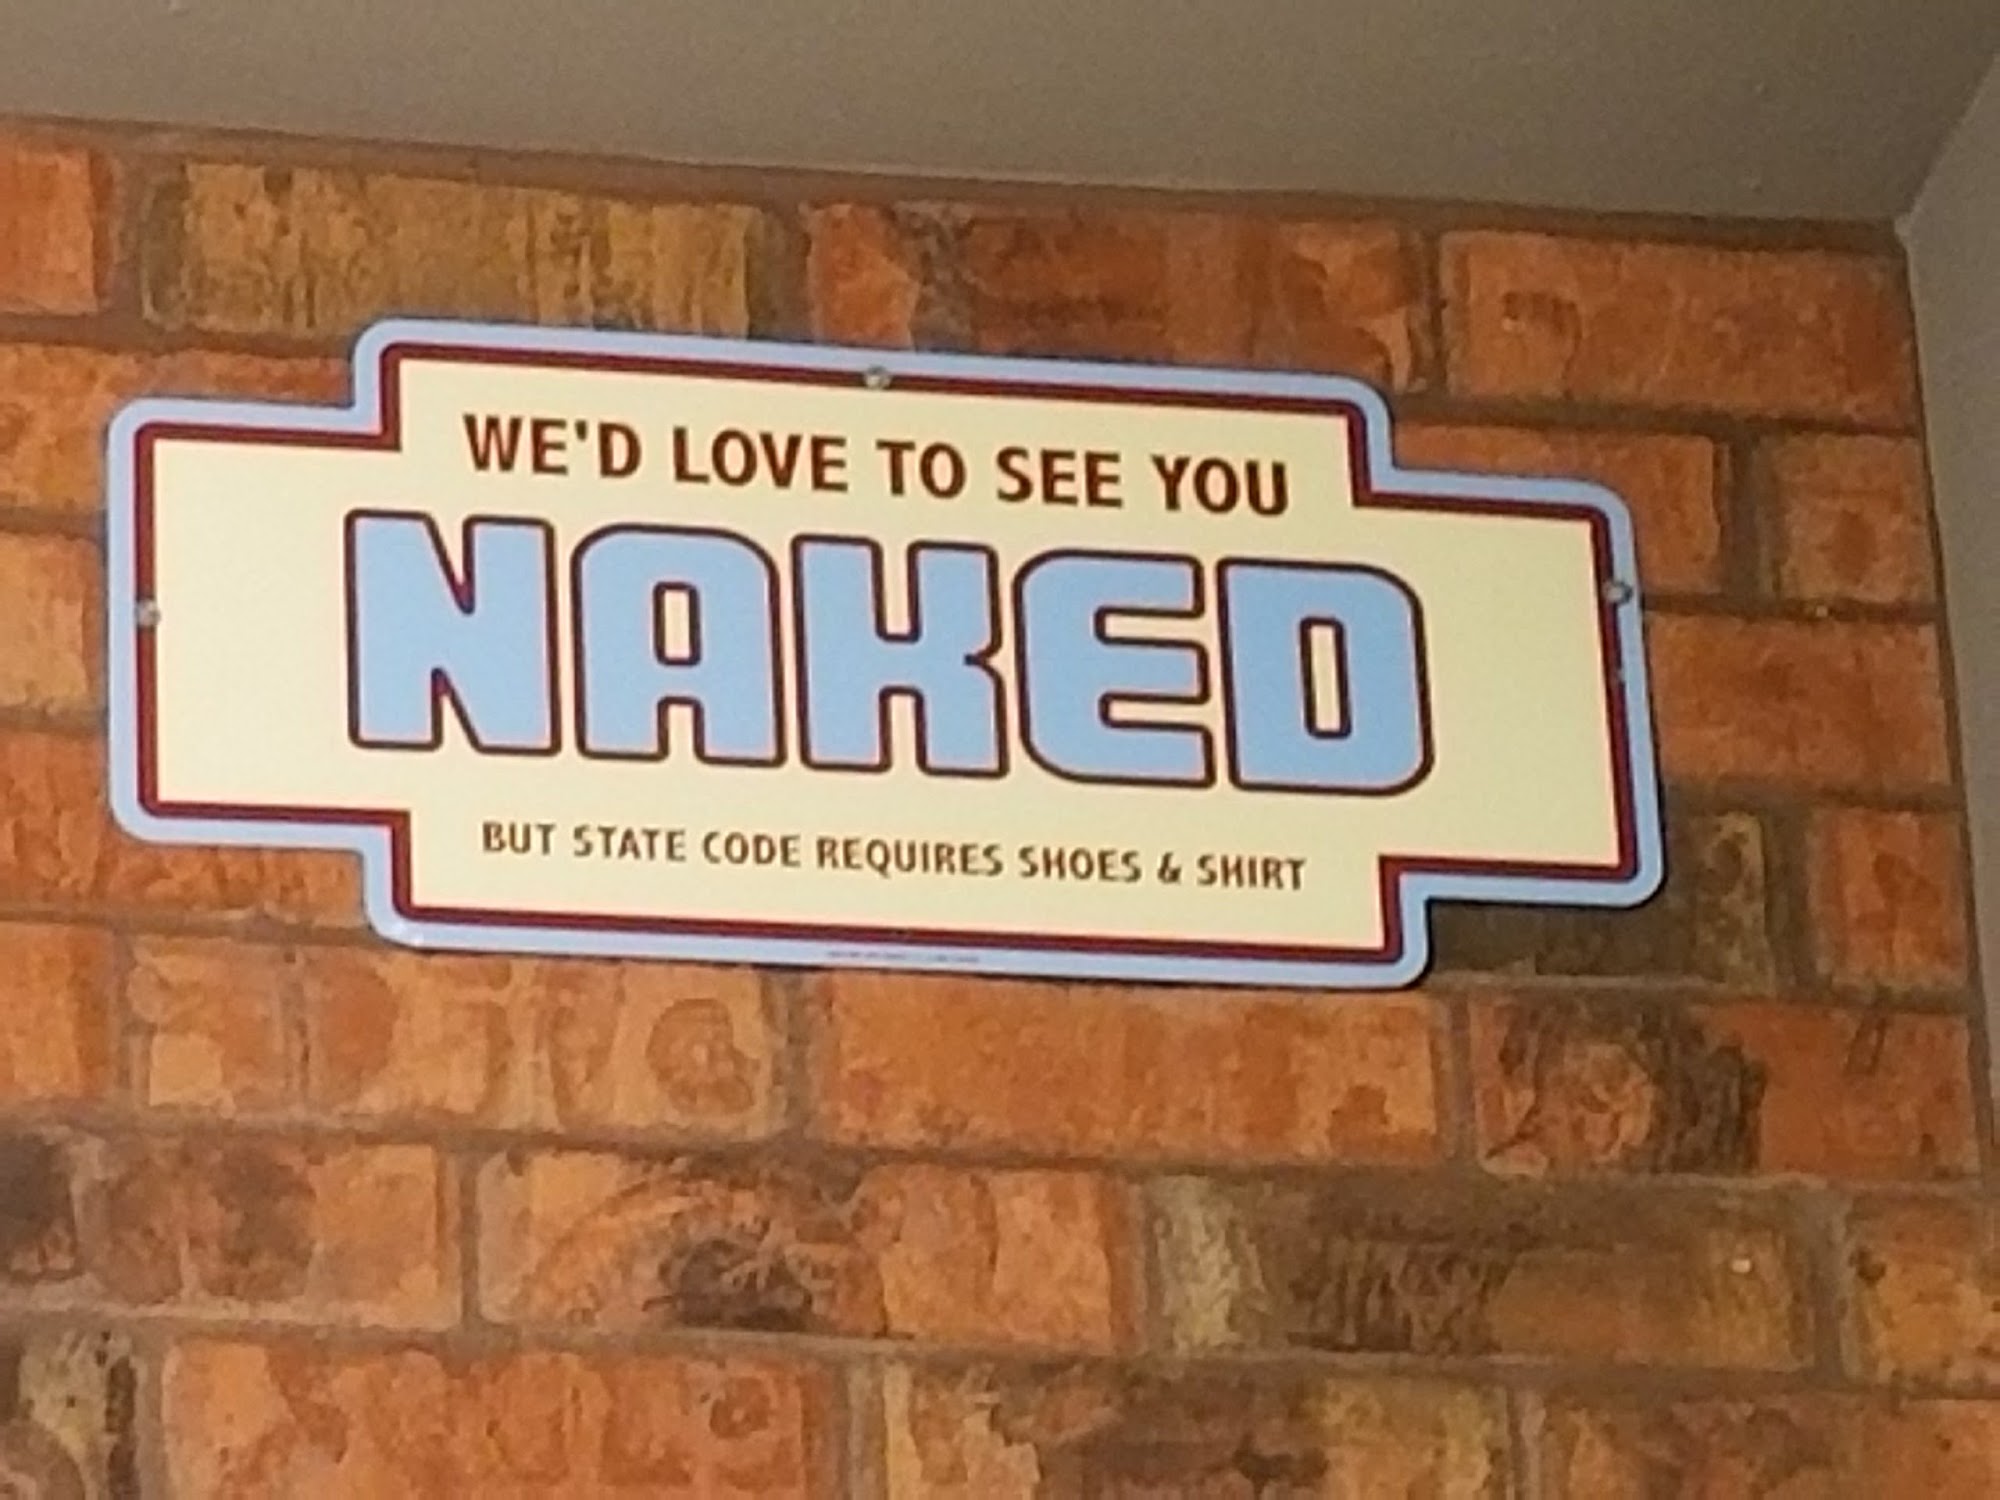 WE'D LOVE TO SEE YOU
NAKED
BUT STATE CODE REQUIRES SHOES & SHIRT